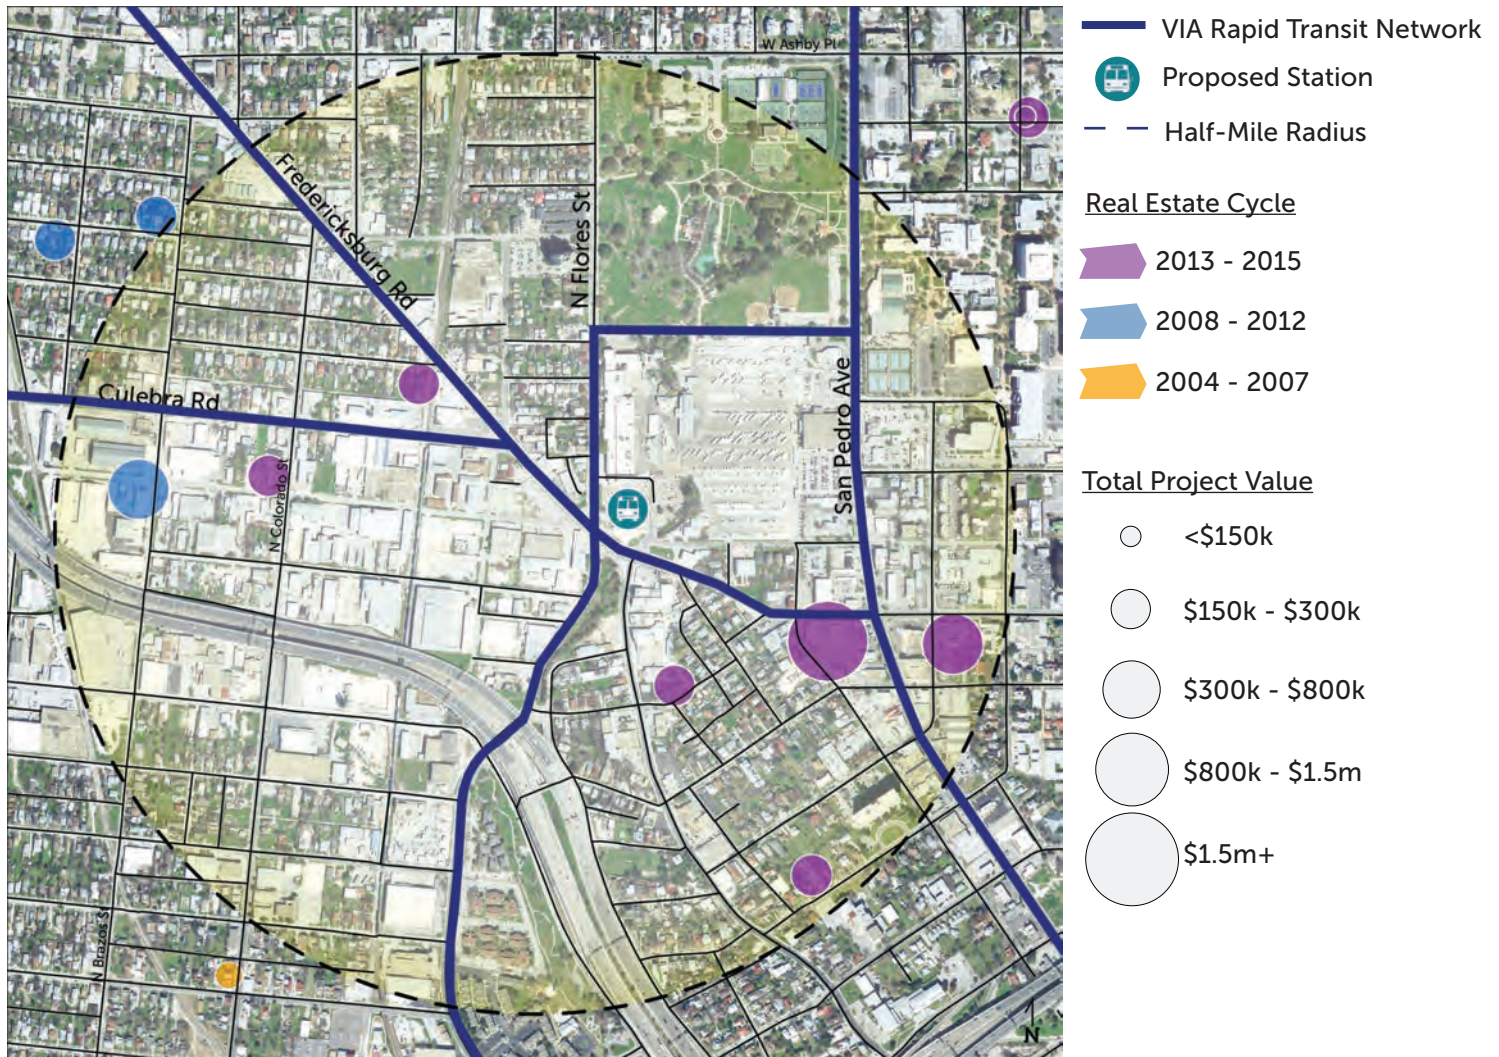 W Ashby Pl
Fredericksburg Rd
N Flores St
San Pedro Ave
Culebra Rd
N Colorado St
N Brazos St
N
VIA Rapid Transit Network
Proposed Station
Half-Mile Radius
Real Estate Cycle
2013 - 2015
2008 - 2012
2004 - 2007
Total Project Value
<$150k
$150k - $300k
$300k - $800k
$800k - $1.5m
$1.5m+